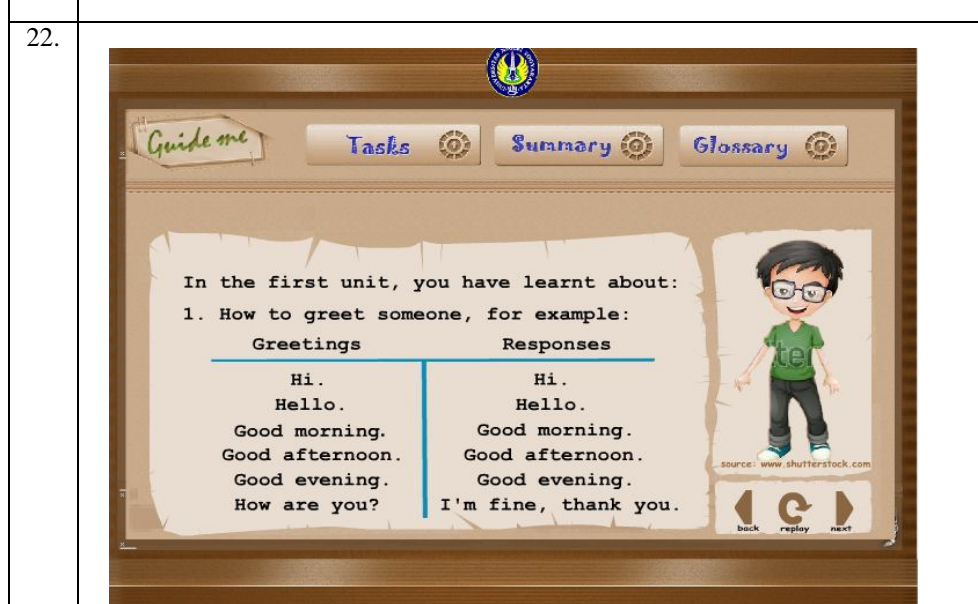 22.
Guide me
Tasks
Summary
Glossary
In the first unit, you have learnt about:
1. How to greet someone, for example:
Greetings Responses
Hi. Hi.
Hello. Hello.
Good morning. Good morning.
Good afternoon. Good afternoon.
Good evening. Good evening.
How are you? I'm fine, thank you.
source: www.shutterstock.com
back replay next